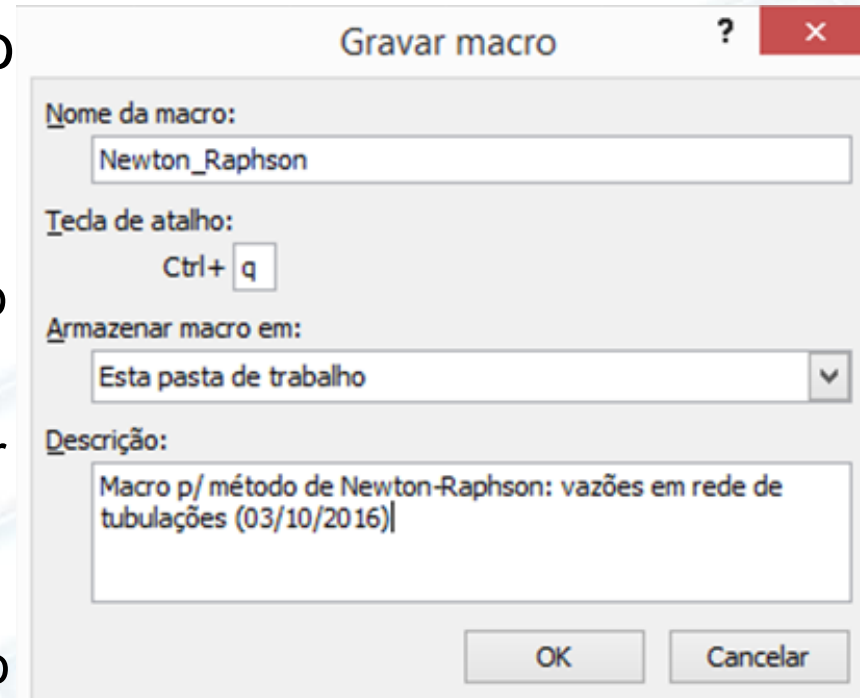 Gravar macro
?
×
Nome da macro:
Newton_Raphson
Tecla de atalho:
Ctrl+ q
Armazenar macro em:
Esta pasta de trabalho
Descrição:
Macro p/ método de Newton-Raphson: vazões em rede de
tubulações (03/10/2016)
OK Cancelar